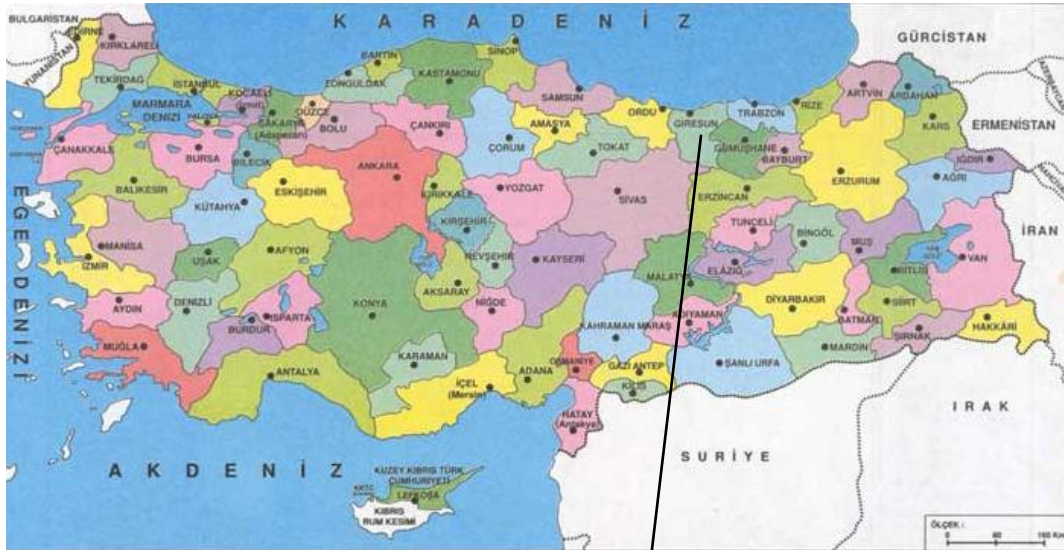 KARADENİZ
BULGARİSTAN
YUNANİSTAN
EDİRNE
KIRKLARELİ
TEKİRDAĞ
İSTANBUL
MARMARA
DENİZİ
YALOVA
KOCAELİ
(İzmit)
SAKARYA
(Adapazarı)
DÜZCE
BOLU
ZONGULDAK
BARTIN
KASTAMONU
SİNOP
SAMSUN
ORDU
GİRESUN
TRABZON
RİZE
ARTVİN
ARDAHAN
KARS
GÜRCİSTAN
ERMENİSTAN
ÇANAKKALE
BURSA
BİLECİK
ÇANKIRI
ÇORUM
AMASYA
TOKAT
GÜMÜŞHANE
BAYBURT
ERZURUM
IĞDIR
AĞRI
BALIKESİR
KÜTAHYA
ESKİŞEHİR
ANKARA
KIRIKKALE
KIRŞEHİR
YOZGAT
SİVAS
ERZİNCAN
TUNCELİ
BİNGÖL
MUŞ
VAN
İRAN
EGE DENİZİ
MANİSA
İZMİR
UŞAK
AFYON
AKSARAY
NEVŞEHİR
KAYSERİ
MALATYA
ELAZIĞ
BİTLİS
SİİRT
AYDIN
DENİZLİ
BURDUR
ISPARTA
KONYA
NİĞDE
KAHRAMAN MARAŞ
ADIYAMAN
DİYARBAKIR
BATMAN
ŞIRNAK
HAKKÂRİ
MUĞLA
ANTALYA
KARAMAN
İÇEL
(Mersin)
ADANA
OSMANİYE
GAZİ ANTEP
KİLİS
ŞANLI URFA
MARDİN
HATAY
(Antakya)
SURİYE
IRAK
AKDENİZ
KUZEY KIBRIS TÜRK
CUMHURİYETİ
LEFKOŞA
KIBRIS
RUM KESİMİ
ÖLÇEK :
0